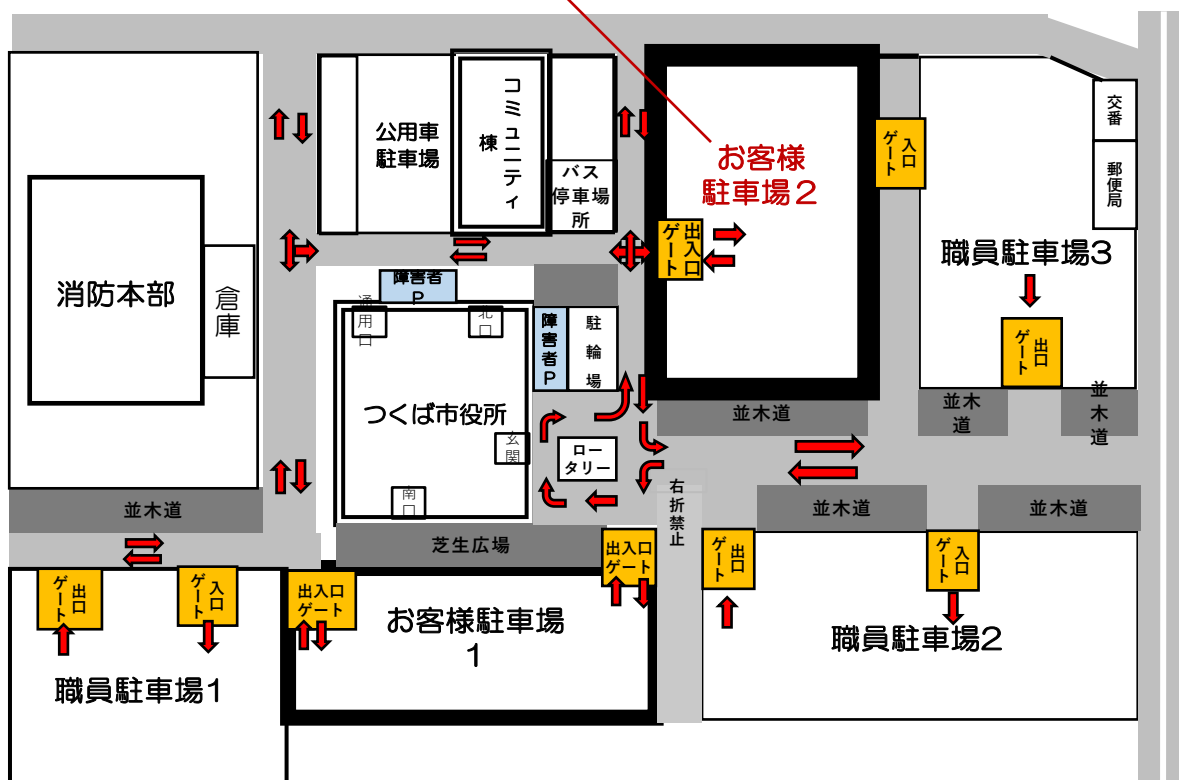 公用車
駐車場
コミュニティ
棟
バス
停車場
所
お客様
駐車場２
入口
ゲート
交番
郵便局
職員駐車場3
出入口
ゲート
出口
ゲート
消防本部
倉庫
障害者
P
通用口
北口
障害者P
駐輪場
つくば市役所
玄関
南口
ロー
タリー
並木道
並木
道
並木道
右折禁止
並木道
並木道
並木道
芝生広場
出口
ゲート
入口
ゲート
出入口
ゲート
出入口
ゲート
出口
ゲート
入口
ゲート
お客様駐車場
1
職員駐車場1
職員駐車場2